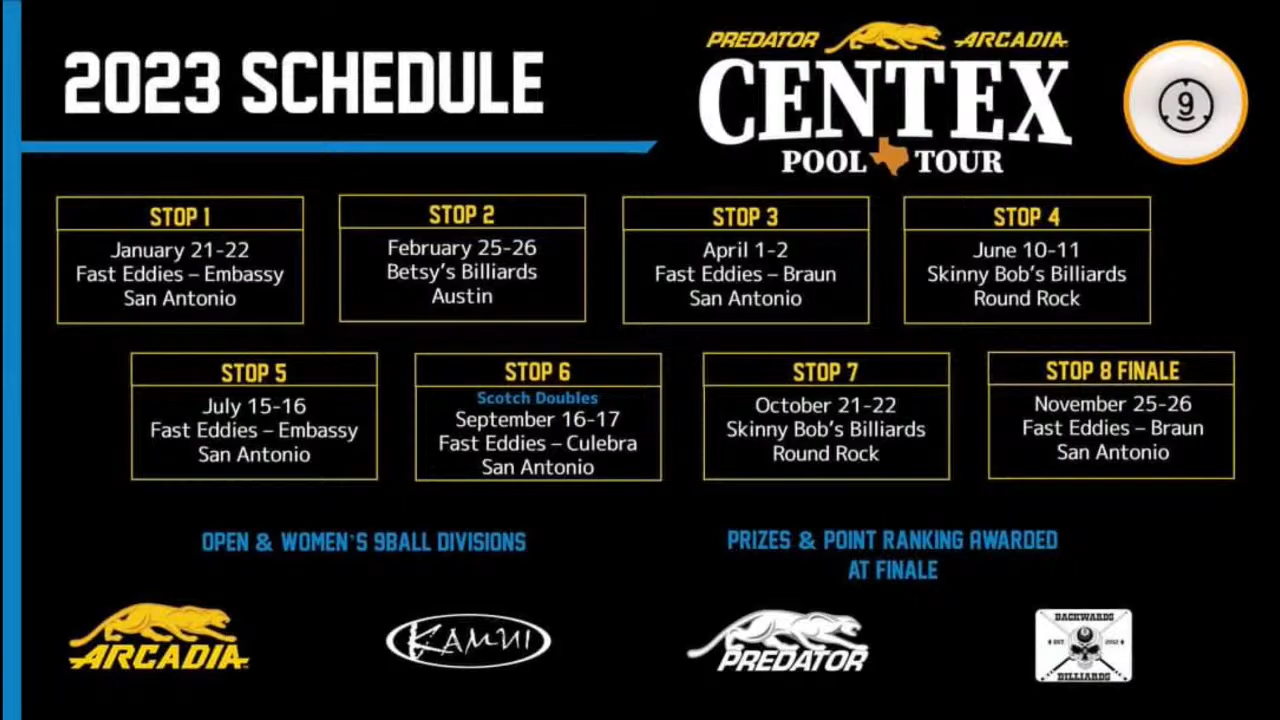 2023 SCHEDULE
PREDATOR ARCADIA
CENTEX
POOL TOUR
9
STOP 1
January 21-22
Fast Eddies – Embassy
San Antonio
STOP 2
February 25-26
Betsy's Billiards
Austin
STOP 3
April 1-2
Fast Eddies – Braun
San Antonio
STOP 4
June 10-11
Skinny Bob's Billiards
Round Rock
STOP 5
July 15-16
Fast Eddies – Embassy
San Antonio
STOP 6
Scotch Doubles
September 16-17
Fast Eddies – Culebra
San Antonio
STOP 7
October 21-22
Skinny Bob's Billiards
Round Rock
STOP 8 FINALE
November 25-26
Fast Eddies – Braun
San Antonio
OPEN & WOMEN'S 9BALL DIVISIONS
PRIZES & POINT RANKING AWARDED
AT FINALE
ARCADIA
KAMUI
PREDATOR
BACKWARDS
EST 2012
BILLIARDS